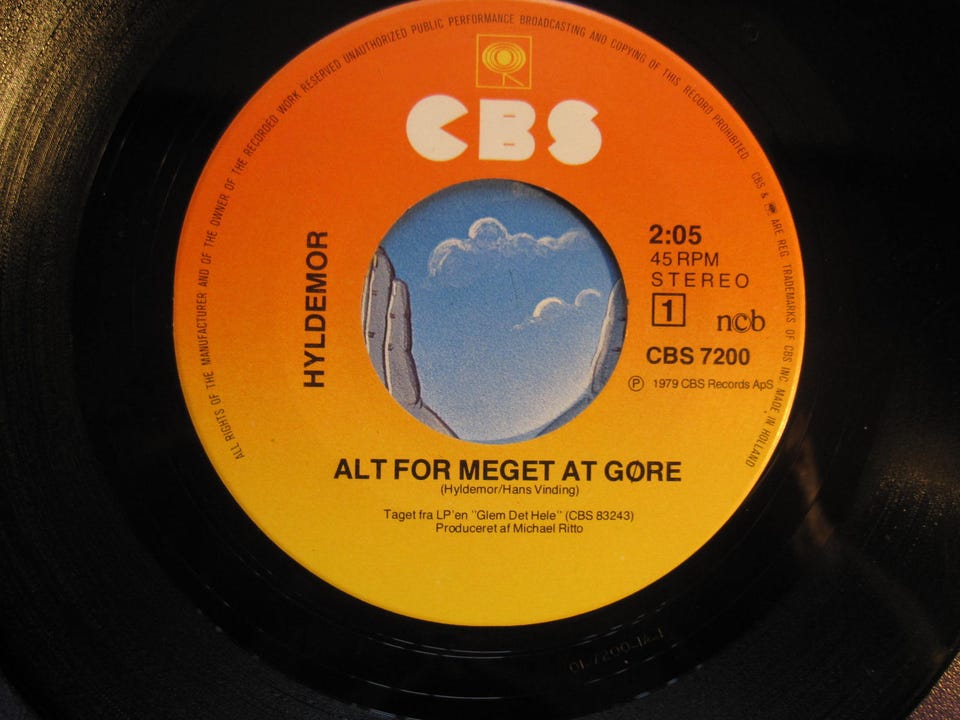 ALL RIGHTS OF THE MANUFACTURER AND OF THE OWNER OF THE RECORDED WORK RESERVED UNAUTHORIZED PUBLIC PERFORMANCE BROADCASTING AND COPYING OF THIS RECORD PROHIBITED. CBS & ARE REG. TRADEMARKS OF CBS INC. MADE IN HOLLAND
CBS
HYLDEMOR
2:05
45 RPM
STEREO
1
ncb
CBS 7200
℗ 1979 CBS Records ApS
ALT FOR MEGET AT GØRE
(Hyldemor/Hans Vinding)
Taget fra LP'en "Glem Det Hele" (CBS 83243)
Produceret af Michael Ritto